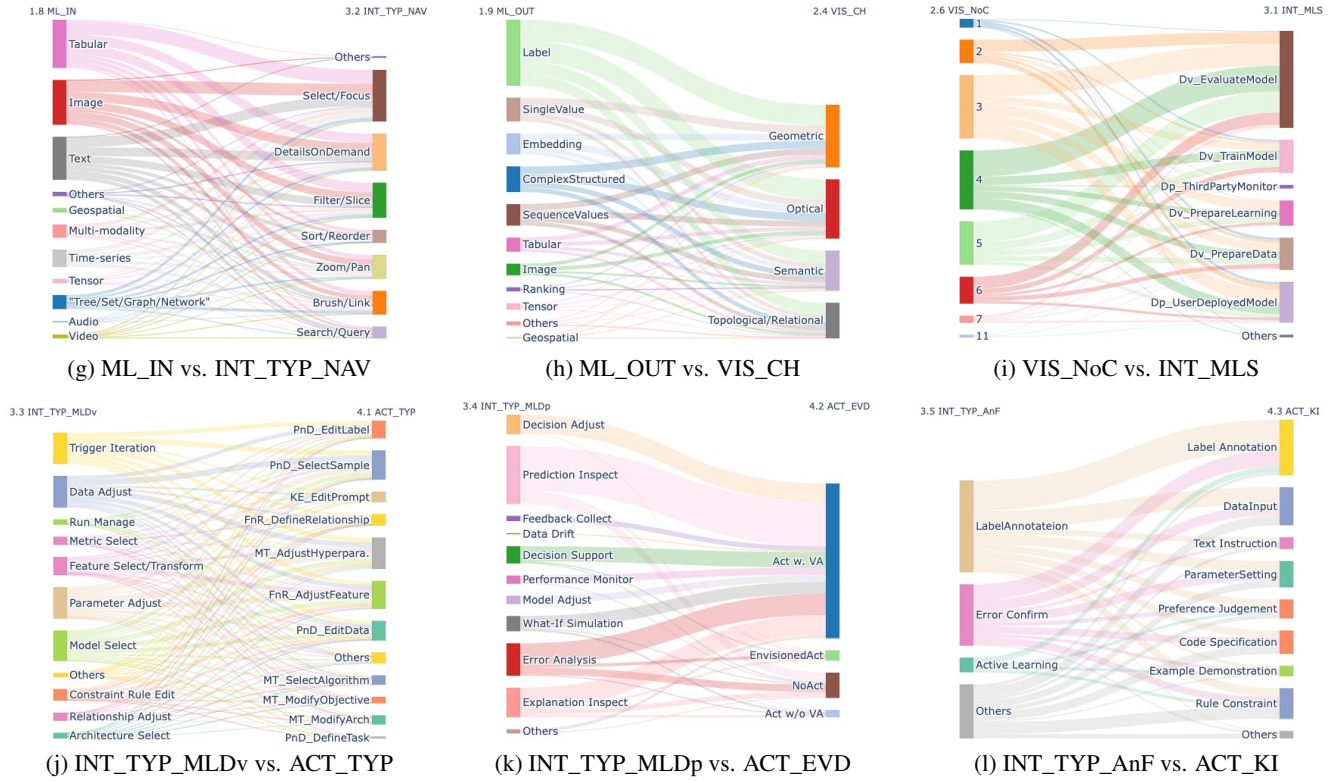 1.8 ML_IN
3.2 INT_TYP_NAV
Tabular
Image
Text
Others
Geospatial
Multi-modality
Time-series
Tensor
"Tree/Set/Graph/Network"
Audio
Video
Others
Select/Focus
DetailsOnDemand
Filter/Slice
Sort/Reorder
Zoom/Pan
Brush/Link
Search/Query
(g) ML_IN vs. INT_TYP_NAV
1.9 ML_OUT
2.4 VIS_CH
Label
SingleValue
Embedding
ComplexStructured
SequenceValues
Tabular
Image
Ranking
Tensor
Others
Geospatial
Geometric
Optical
Semantic
Topological/Relational
(h) ML_OUT vs. VIS_CH
2.6 VIS_NoC
3.1 INT_MLS
1
2
3
4
5
6
7
11
Dv_EvaluateModel
Dv_TrainModel
Dp_ThirdPartyMonitor
Dv_PrepareLearning
Dv_PrepareData
Dp_UserDeployedModel
Others
(i) VIS_NoC vs. INT_MLS
3.3 INT_TYP_MLDv
4.1 ACT_TYP
Trigger Iteration
Data Adjust
Run Manage
Metric Select
Feature Select/Transform
Parameter Adjust
Model Select
Others
Constraint Rule Edit
Relationship Adjust
Architecture Select
PnD_EditLabel
PnD_SelectSample
KE_EditPrompt
FnR_DefineRelationship
MT_AdjustHyperpara.
FnR_AdjustFeature
PnD_EditData
Others
MT_SelectAlgorithm
MT_ModifyObjective
MT_ModifyArch
PnD_DefineTask
(j) INT_TYP_MLDv vs. ACT_TYP
3.4 INT_TYP_MLDp
4.2 ACT_EVD
Decision Adjust
Prediction Inspect
Feedback Collect
Data Drift
Decision Support
Performance Monitor
Model Adjust
What-If Simulation
Error Analysis
Explanation Inspect
Others
Act w. VA
EnvisionedAct
NoAct
Act w/o VA
(k) INT_TYP_MLDp vs. ACT_EVD
3.5 INT_TYP_AnF
4.3 ACT_KI
LabelAnnotateion
Error Confirm
Active Learning
Others
Label Annotation
DataInput
Text Instruction
ParameterSetting
Preference Judgement
Code Specification
Example Demonstration
Rule Constraint
Others
(l) INT_TYP_AnF vs. ACT_KI